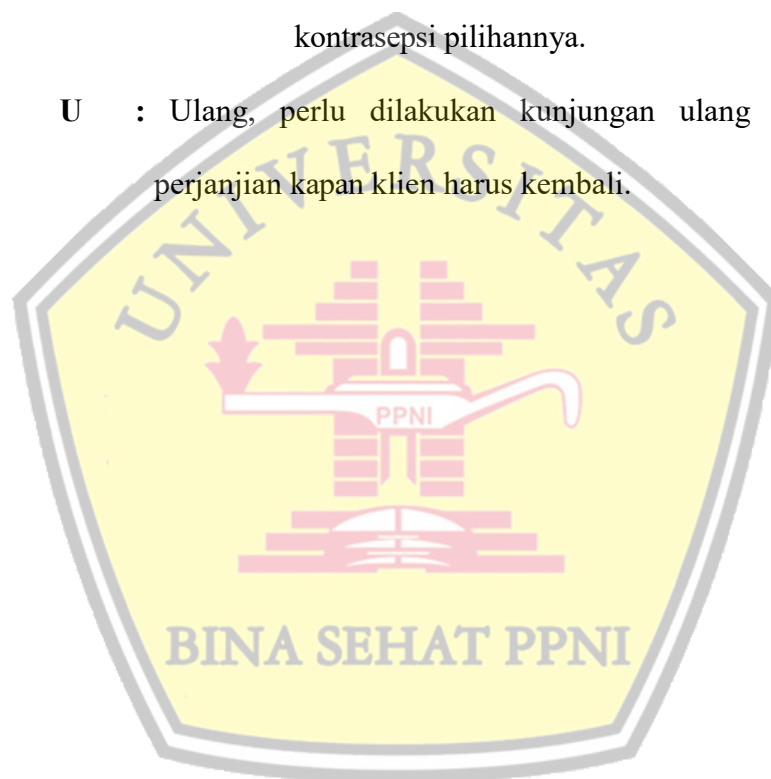 kontrasepsi pilihannya.
U : Ulang, perlu dilakukan kunjungan ulang
perjanjian kapan klien harus kembali.
UNIVERSITAS
PPNI
BINA SEHAT PPNI